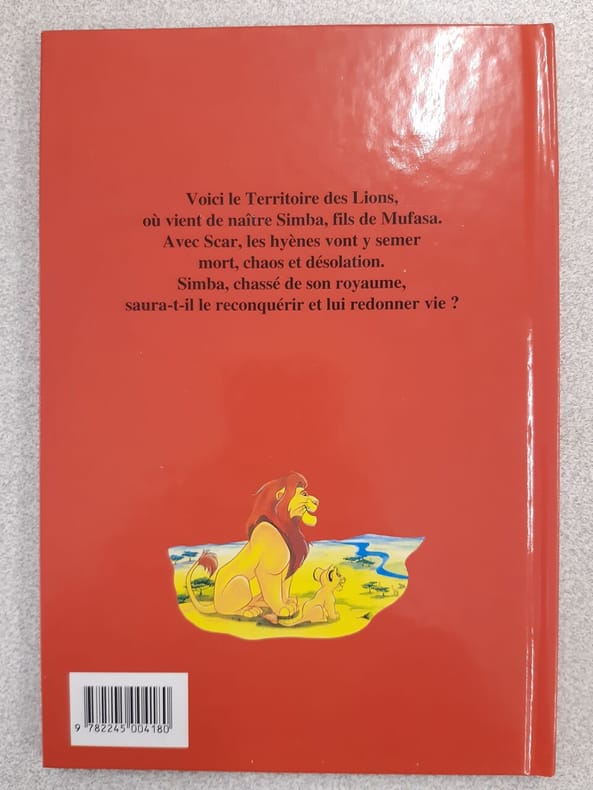 Voici le Territoire des Lions,
où vient de naître Simba, fils de Mufasa.
Avec Scar, les hyènes vont y semer
mort, chaos et désolation.
Simba, chassé de son royaume,
saura-t-il le reconquérir et lui redonner vie ?
9 782245 004180